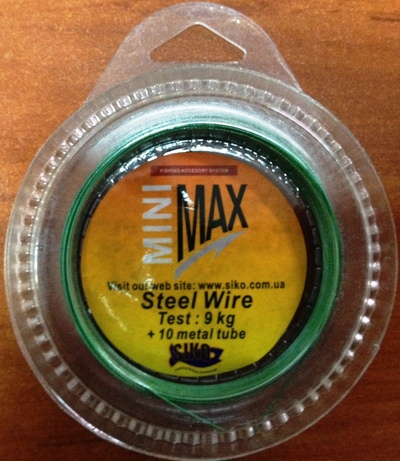 FISHING ACCESSORY SYSTEM
MINI MAX
Visit our web site: www.siko.com.ua
Steel Wire
Test : 9 kg
+ 10 metal tube
SIKO